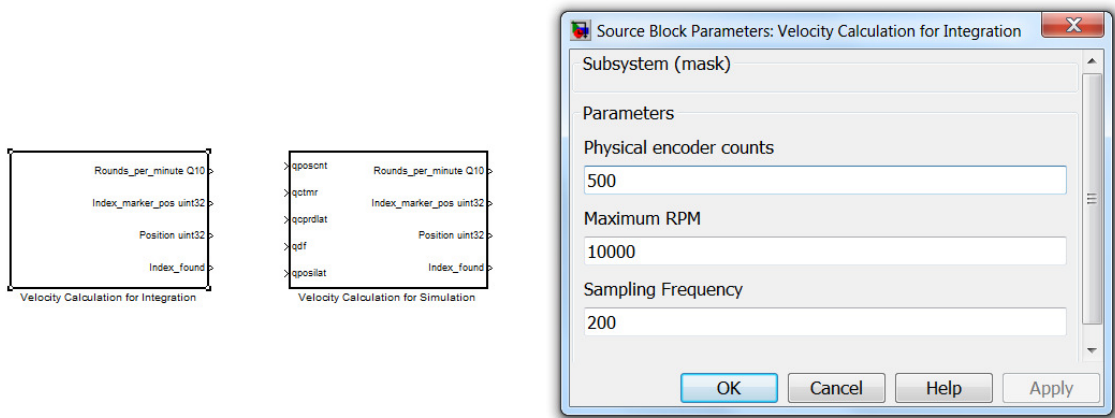 Rounds_per_minute Q10
Index_marker_pos uint32
Position uint32
Index_found
Velocity Calculation for Integration
qposcnt
qctmr
qcprdlat
qdf
qposilat
Rounds_per_minute Q10
Index_marker_pos uint32
Position uint32
Index_found
Velocity Calculation for Simulation
Source Block Parameters: Velocity Calculation for Integration
Subsystem (mask)
Parameters
Physical encoder counts
500
Maximum RPM
10000
Sampling Frequency
200
OK
Cancel
Help
Apply